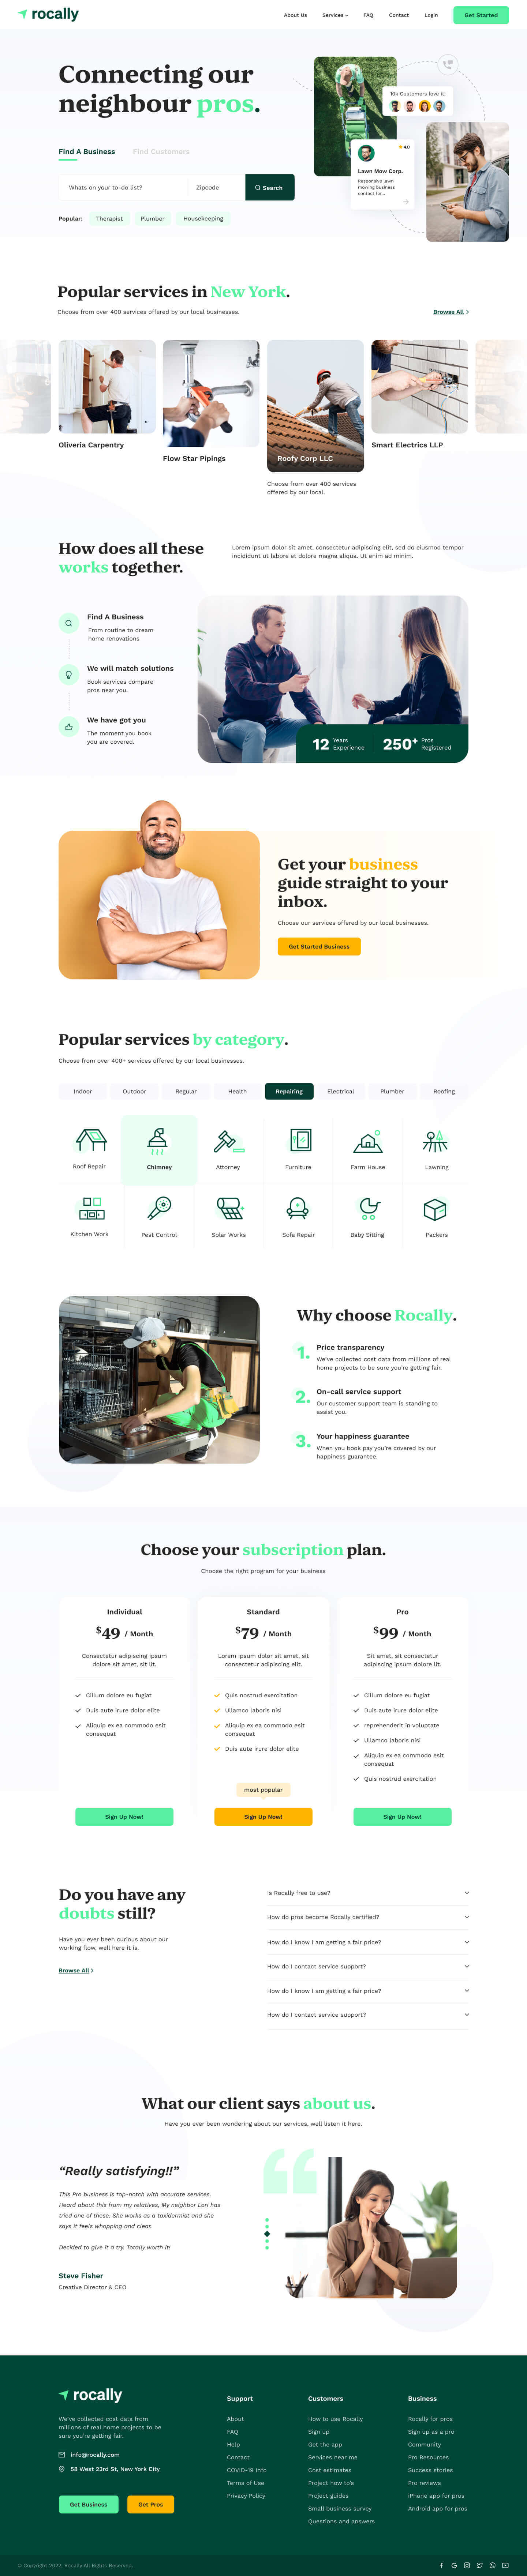 rocally
About Us
Services
FAQ
Contact
Login
Get Started
Connecting our
neighbour pros.
10k Customers love it!
4.0
Lawn Mow Corp.
Responsive lawn
mowing business
contact for...
Find A Business
Find Customers
Whats on your to-do list?
Zipcode
Search
Popular:
Therapist
Plumber
Housekeeping
Popular services in New York.
Choose from over 400 services offered by our local businesses.
Browse All
Oliveria Carpentry
Flow Star Pipings
Roofy Corp LLC
Choose from over 400 services
offered by our local.
Smart Electrics LLP
How does all these
works together.
Lorem ipsum dolor sit amet, consectetur adipiscing elit, sed do eiusmod tempor
incididunt ut labore et dolore magna aliqua. Ut enim ad minim.
Find A Business
From routine to dream
home renovations
We will match solutions
Book services compare
pros near you.
We have got you
The moment you book
you are covered.
12 Years
Experience
250+ Pros
Registered
Get your business
guide straight to your
inbox.
Choose our services offered by our local businesses.
Get Started Business
Popular services by category.
Choose from over 400+ services offered by our local businesses.
Indoor
Outdoor
Regular
Health
Repairing
Electrical
Plumber
Roofing
Roof Repair
Chimney
Attorney
Furniture
Farm House
Lawning
Kitchen Work
Pest Control
Solar Works
Sofa Repair
Baby Sitting
Packers
Why choose Rocally.
1.
Price transparency
We've collected cost data from millions of real
home projects to be sure you're getting fair.
2.
On-call service support
Our customer support team is standing to
assist you.
3.
Your happiness guarantee
When you book pay you're covered by our
happiness guarantee.
Choose your subscription plan.
Choose the right program for your business
Individual
$49 / Month
Consectetur adipiscing ipsum
dolore sit amet, sit lit.
Cillum dolore eu fugiat
Duis aute irure dolor elite
Aliquip ex ea commodo esit
consequat
Sign Up Now!
Standard
$79 / Month
Lorem ipsum dolor sit amet, sit
consectetur adipiscing elit.
Quis nostrud exercitation
Ullamco laboris nisi
Aliquip ex ea commodo esit
consequat
Duis aute irure dolor elite
most popular
Sign Up Now!
Pro
$99 / Month
Sit amet, sit consectetur
adipiscing ipsum dolore lit.
Cillum dolore eu fugiat
Duis aute irure dolor elite
reprehenderit in voluptate
Ullamco laboris nisi
Aliquip ex ea commodo esit
consequat
Quis nostrud exercitation
Sign Up Now!
Do you have any
doubts still?
Have you ever been curious about our
working flow, well here it is.
Browse All
Is Rocally free to use?
How do pros become Rocally certified?
How do I know I am getting a fair price?
How do I contact service support?
How do I know I am getting a fair price?
How do I contact service support?
What our client says about us.
Have you ever been wondering about our services, well listen it here.
“Really satisfying!!”
This Pro business is top-notch with accurate services.
Heard about this from my relatives, My neighbor Lori has
tried one of these. She works as a taxidermist and she
says it feels whopping and clear.
Decided to give it a try. Totally worth it!
Steve Fisher
Creative Director & CEO
rocally
We've collected cost data from
millions of real home projects to be
sure you're getting fair.
info@rocally.com
58 West 23rd St, New York City
Get Business
Get Pros
Support
About
FAQ
Help
Contact
COVID-19 info
Terms of Use
Privacy Policy
Customers
How to use Rocally
Sign up
Get the app
Services near me
Cost estimates
Project how to's
Project guides
Small business survey
Questions and answers
Business
Rocally for pros
Sign up as a pro
Community
Pro Resources
Success stories
Pro reviews
iPhone app for pros
Android app for pros
© Copyright 2022, Rocally All Rights Reserved.